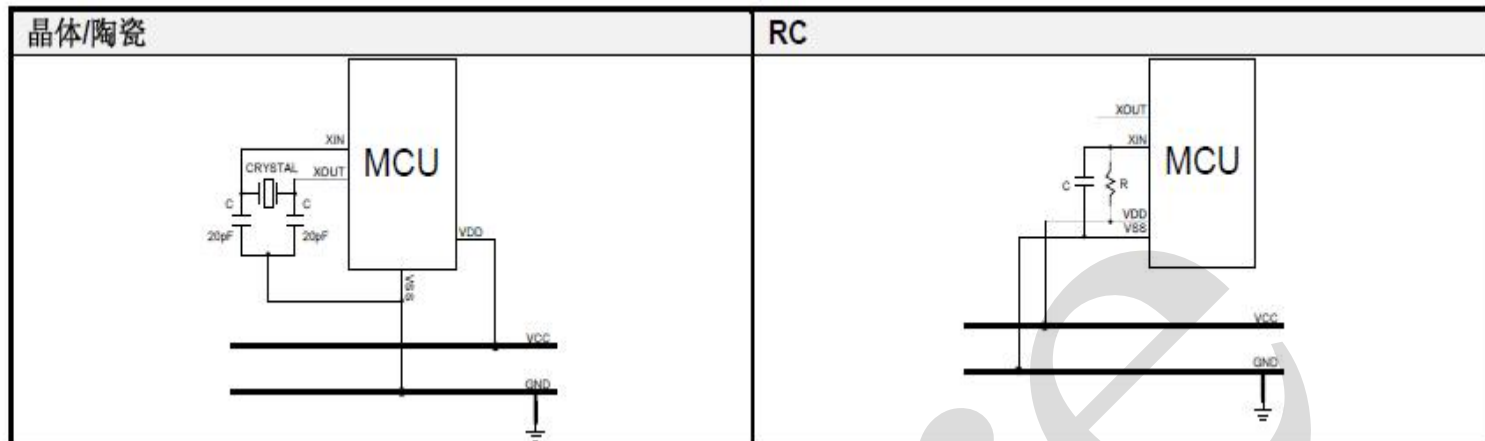 晶体/陶瓷
XIN
MCU
CRYSTAL
XOUT
C
C
20pF
20pF
VDD
VSS
VCC
GND
RC
XOUT
XIN
MCU
C
R
VDD
VSS
VCC
GND